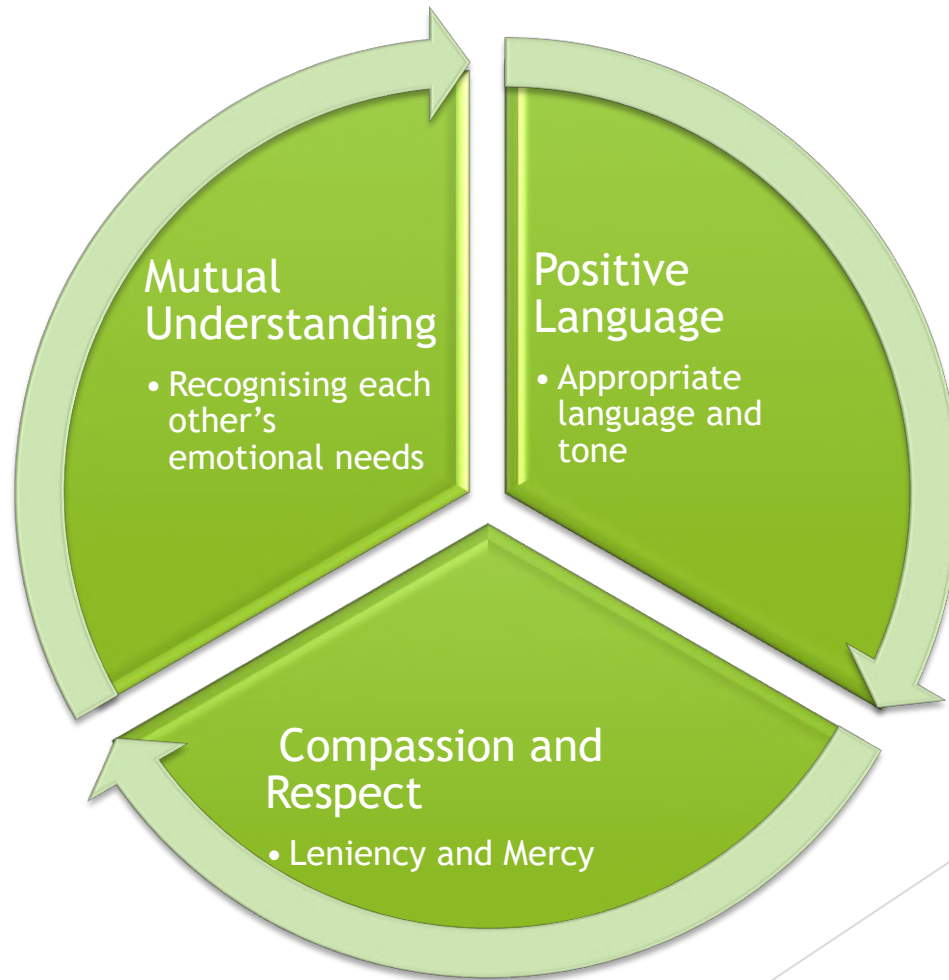 Mutual
Understanding
• Recognising each
other’s
emotional needs
Positive
Language
• Appropriate
language and
tone
Compassion and
Respect
• Leniency and Mercy